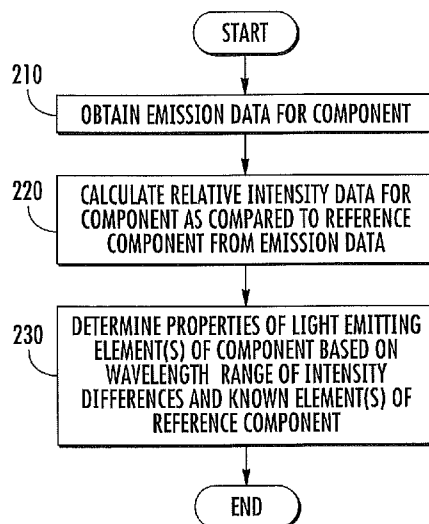 START
210
OBTAIN EMISSION DATA FOR COMPONENT
220
CALCULATE RELATIVE INTENSITY DATA FOR
COMPONENT AS COMPARED TO REFERENCE
COMPONENT FROM EMISSION DATA
230
DETERMINE PROPERTIES OF LIGHT EMITTING
ELEMENT(S) OF COMPONENT BASED ON
WAVELENGTH RANGE OF INTENSITY
DIFFERENCES AND KNOWN ELEMENT(S) OF
REFERENCE COMPONENT
END